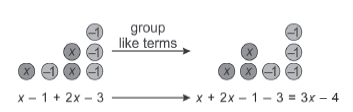 –1 group –1
x –1 like terms x –1
x –1 x –1 x x –1 –1
x – 1 + 2x – 3 x + 2x – 1 – 3 ≡ 3x – 4